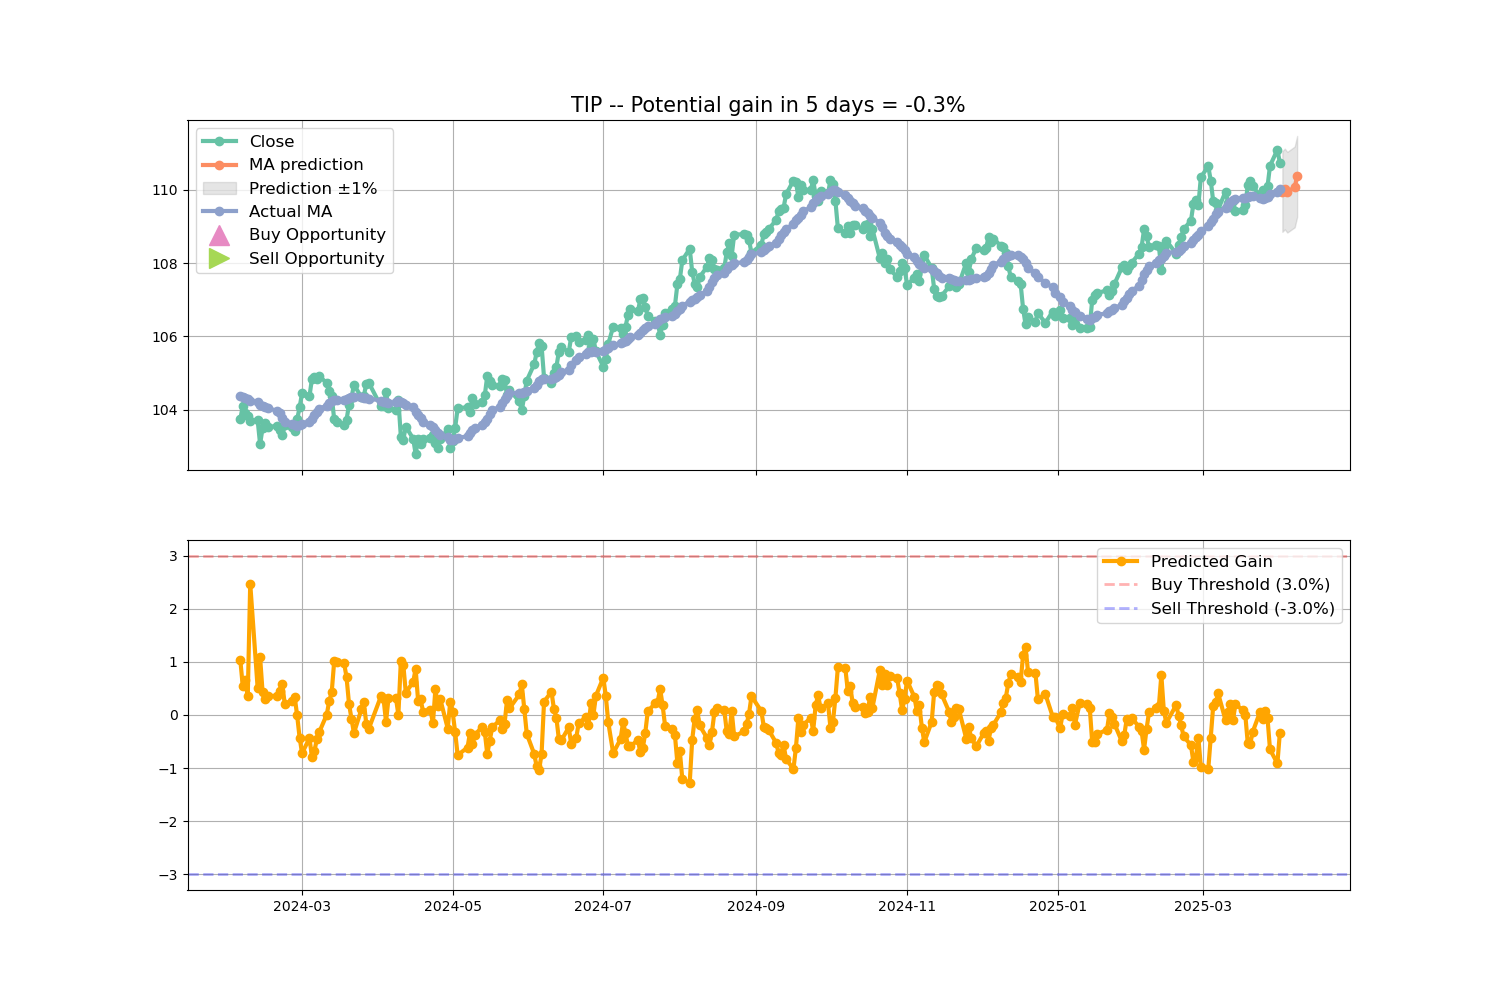 TIP -- Potential gain in 5 days = -0.3%
Close
MA prediction
Prediction ±1%
Actual MA
Buy Opportunity
Sell Opportunity
110
108
106
104
Predicted Gain
Buy Threshold (3.0%)
Sell Threshold (-3.0%)
3
2
1
0
−1
−2
−3
2024-03 2024-05 2024-07 2024-09 2024-11 2025-01 2025-03